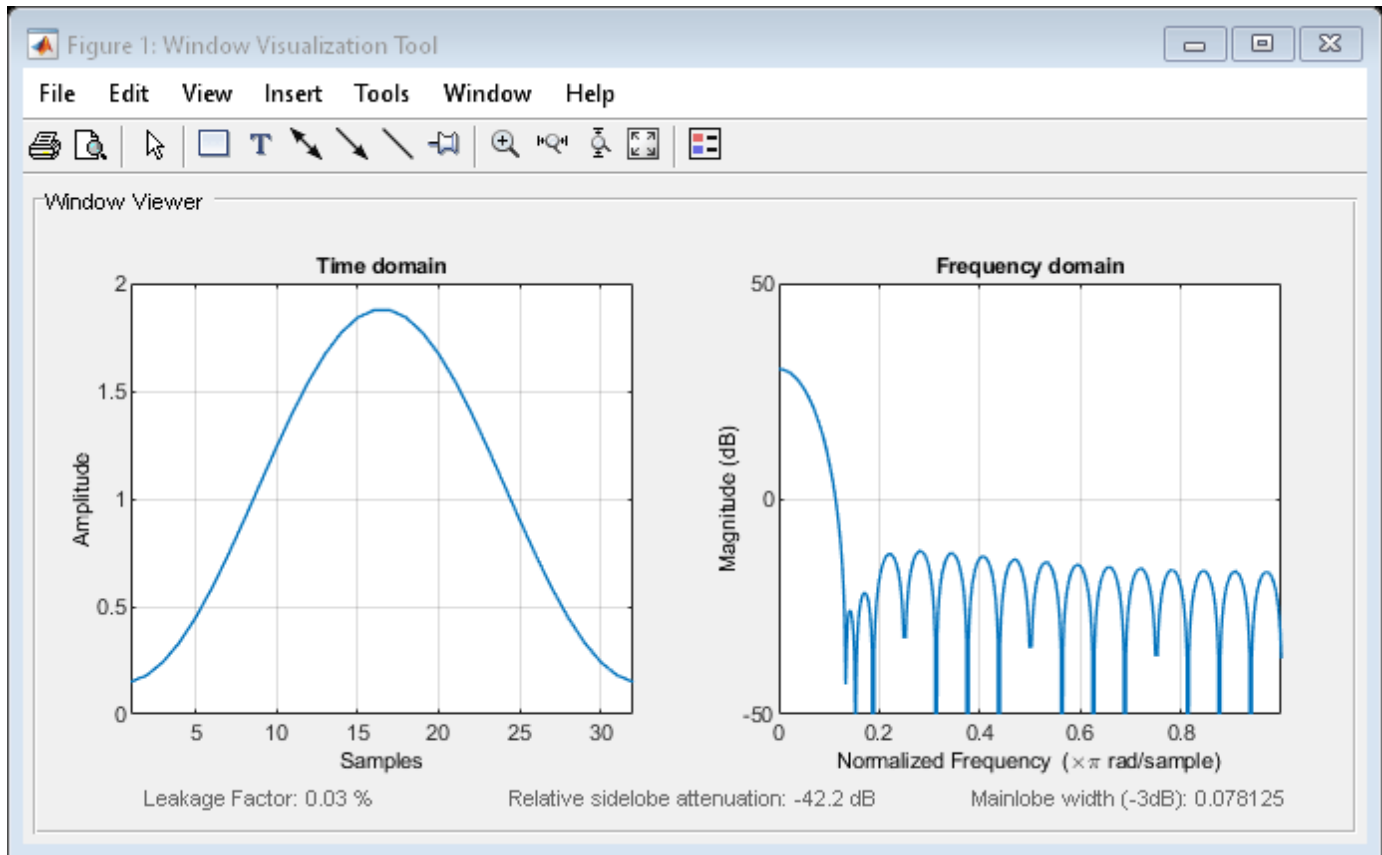 Figure 1: Window Visualization Tool
File Edit View Insert Tools Window Help
T
Window Viewer
Time domain
2
1.5
1
0.5
0
5 10 15 20 25 30
Amplitude
Samples
Frequency domain
50
0
-50
0 0.2 0.4 0.6 0.8
Magnitude (dB)
Normalized Frequency (×π rad/sample)
Leakage Factor: 0.03 % Relative sidelobe attenuation: -42.2 dB Mainlobe width (-3dB): 0.078125